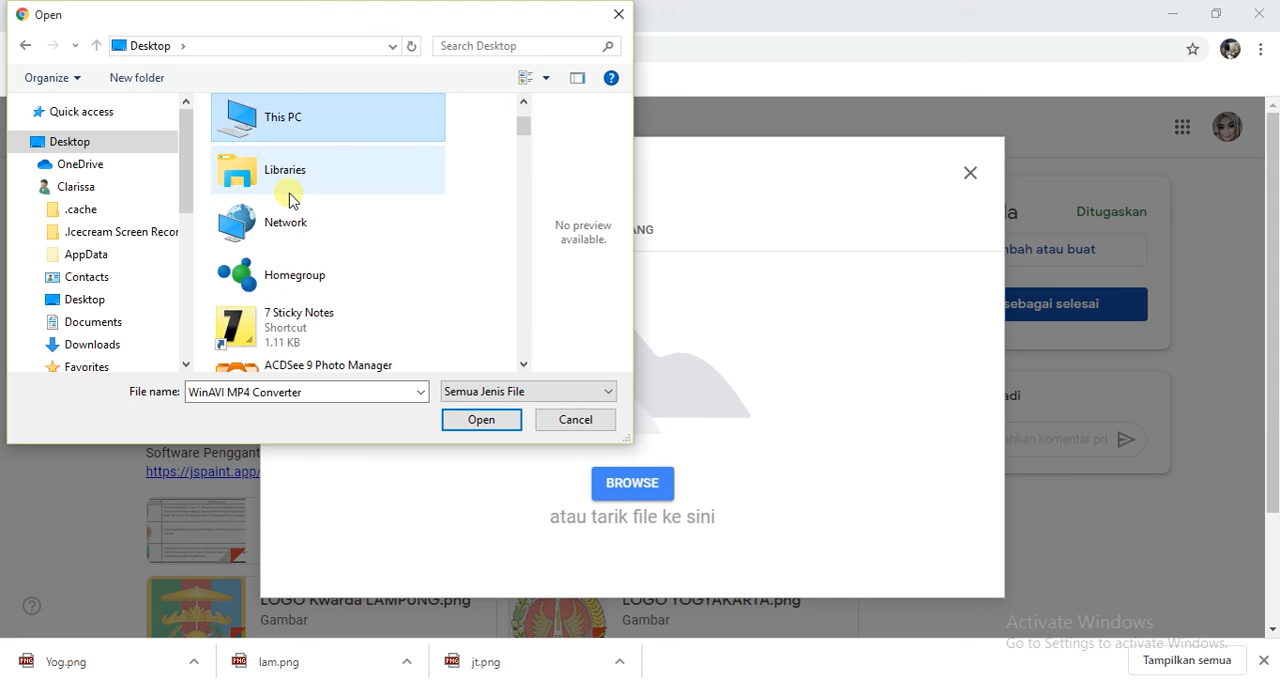 Open
Desktop
Search Desktop
Organize
New folder
Quick access
Desktop
OneDrive
Clarissa
.cache
.Icecream Screen Recor
AppData
Contacts
Desktop
Documents
Downloads
Favorites
This PC
Libraries
Network
Homegroup
7 Sticky Notes
Shortcut
1.11 KB
ACDSee 9 Photo Manager
No preview
available.
File name: WinAVI MP4 Converter
Semua Jenis File
Open
Cancel
ANG
la
Ditugaskan
nbah atau buat
sebagai selesai
adi
ahkan komentar pri
Software Penggant
https://jspaint.app/
BROWSE
atau tarik file ke sini
LOGO Kwarda LAMPUNG.png
Gambar
LOGO YOGYAKARTA.png
Gambar
Activate Windows
Go to Settings to activate Windows.
Yog.png
lam.png
jt.png
Tampilkan semua